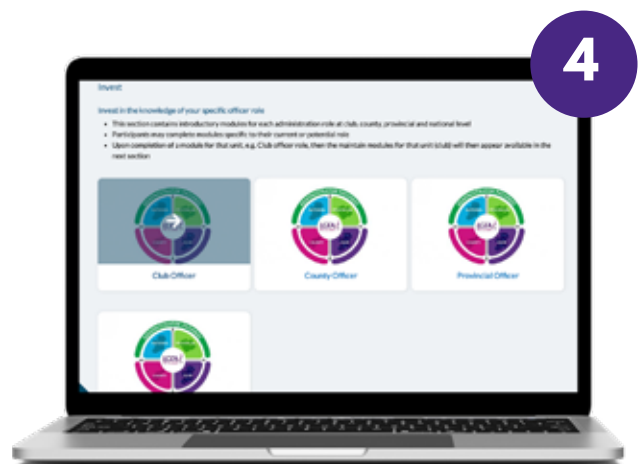 4
Invest
Invest in the knowledge of your specific officer role
• This section contains introductory modules for each administration role at club, county, provincial and national level
• Participants may complete modules specific to their current or potential role
• Upon completion of a module for that unit, e.g. Club officer role, then the maintain modules for that unit (club) will then appear available in the
next section
Club Officer
County Officer
Provincial Officer